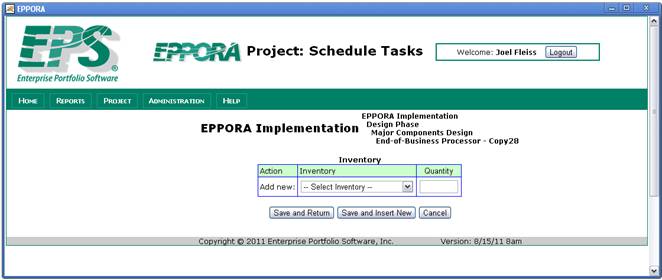 EPPORA
EPS®
Enterprise Portfolio Software
EPPORA Project: Schedule Tasks
Welcome: Joel Fleiss Logout
HOME REPORTS PROJECT ADMINISTRATION HELP
EPPORA Implementation
EPPORA Implementation
Design Phase
Major Components Design
End-of-Business Processor - Copy28
Inventory
Action Inventory Quantity
Add new: -- Select Inventory --
Save and Return Save and Insert New Cancel
Copyright © 2011 Enterprise Portfolio Software, Inc. Version: 8/15/11 8am